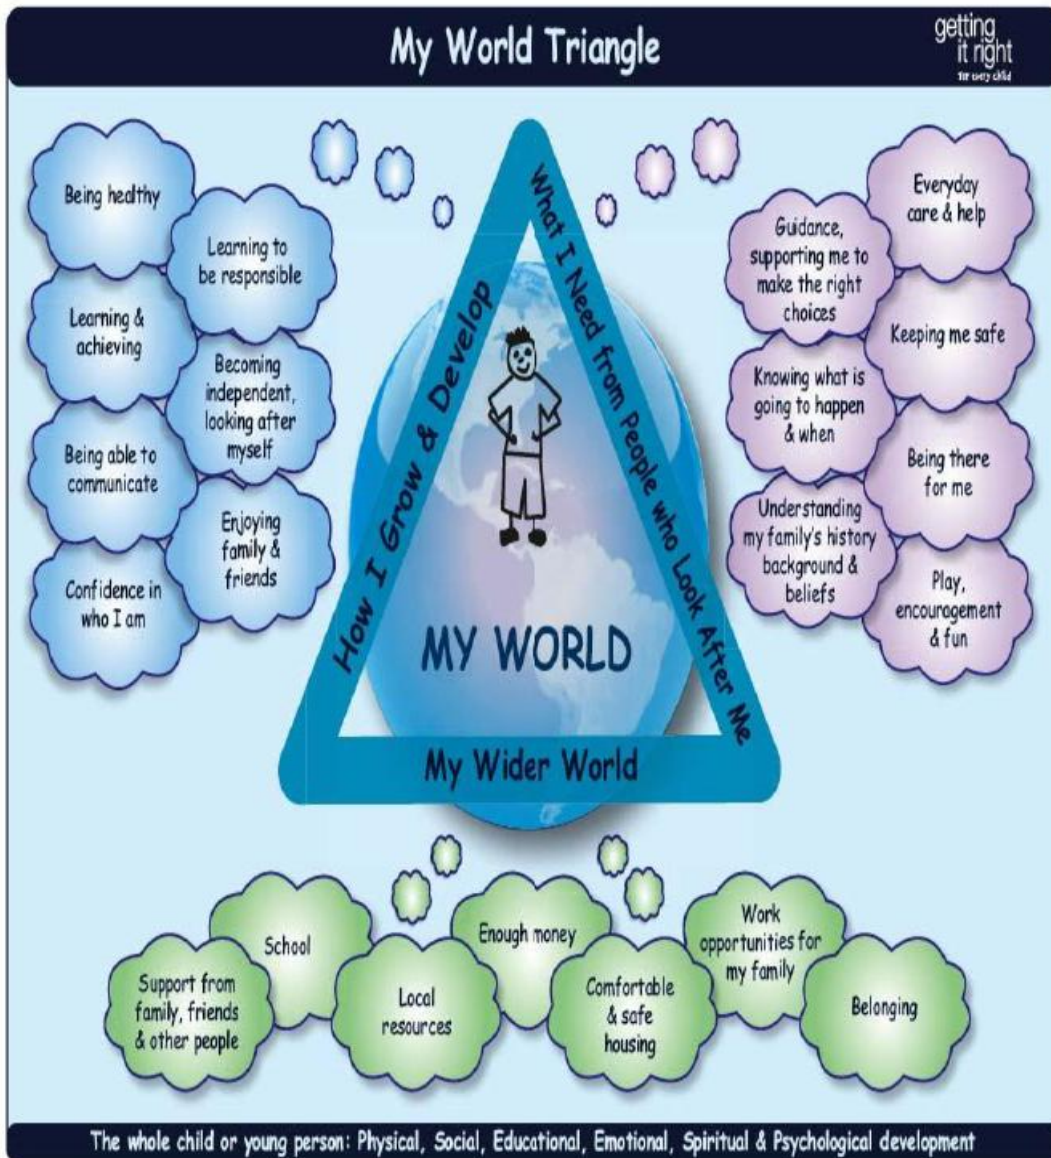 My World Triangle
getting
it right
for every child
Being healthy
Learning to
be responsible
Learning &
achieving
Becoming
independent,
looking after
myself
Being able to
communicate
Enjoying
family &
friends
Confidence in
who I am
How I Grow & Develop
What I Need from People who Look After Me
MY WORLD
My Wider World
Everyday
care & help
Guidance,
supporting me to
make the right
choices
Keeping me safe
Knowing what is
going to happen
& when
Being there
for me
Understanding
my family's history
background &
beliefs
Play,
encouragement
& fun
Support from
family, friends
& other people
School
Local
resources
Enough money
Comfortable
& safe
housing
Work
opportunities for
my family
Belonging
The whole child or young person: Physical, Social, Educational, Emotional, Spiritual & Psychological development